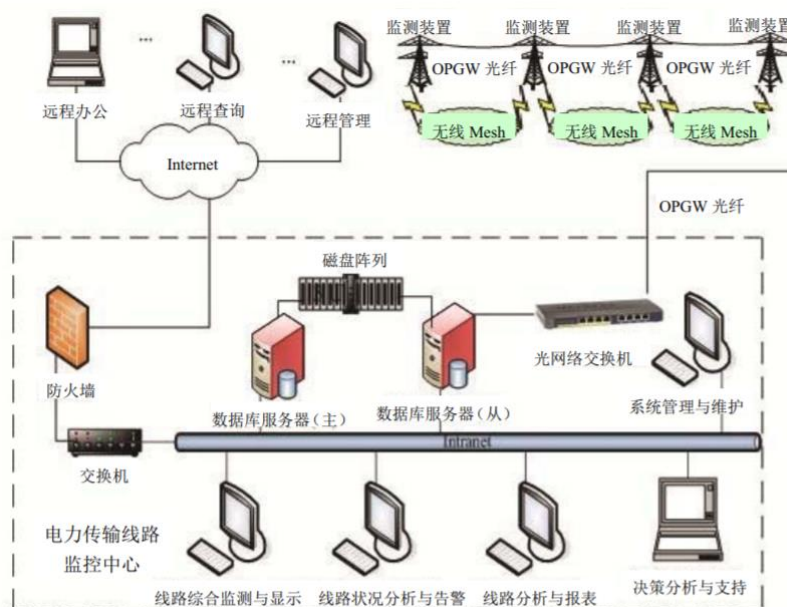 监测装置 监测装置 监测装置 监测装置
OPGW 光纤 OPGW 光纤 OPGW 光纤
... ...
远程办公 远程查询 远程管理
无线 Mesh 无线 Mesh 无线 Mesh
Internet
OPGW 光纤
磁盘阵列
防火墙
光网络交换机
数据库服务器(主) 数据库服务器(从) 系统管理与维护
Intranet
交换机
电力传输线路
监控中心
线路综合监测与显示 线路状况分析与告警 线路分析与报表 决策分析与支持